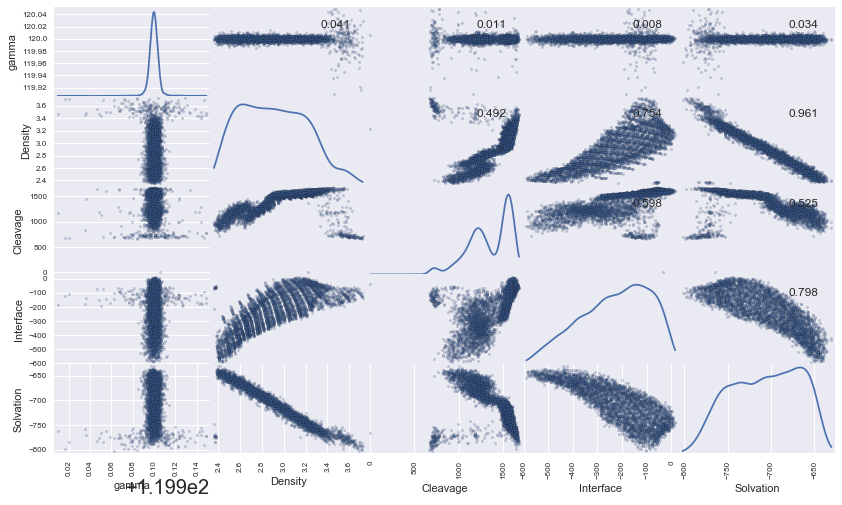 120.04
120.02
120.0
119.98
119.96
119.94
119.92
gamma
0.041
0.011
0.008
0.034
3.6
3.4
3.2
3.0
2.8
2.6
2.4
Density
0.492
0.754
0.961
1500
1000
500
0
Cleavage
0.598
0.525
0
−100
−200
−300
−400
−500
−600
Interface
0.798
−650
−700
−750
−800
Solvation
0.02 0.04 0.06 0.08 0.10 0.12 0.14
2.4 2.6 2.8 3.0 3.2 3.4 3.6
0 500 1000 1500
−600 −500 −400 −300 −200 −100 0
−800 −750 −700 −650
gamma
+1.199e2
Density
Cleavage
Interface
Solvation